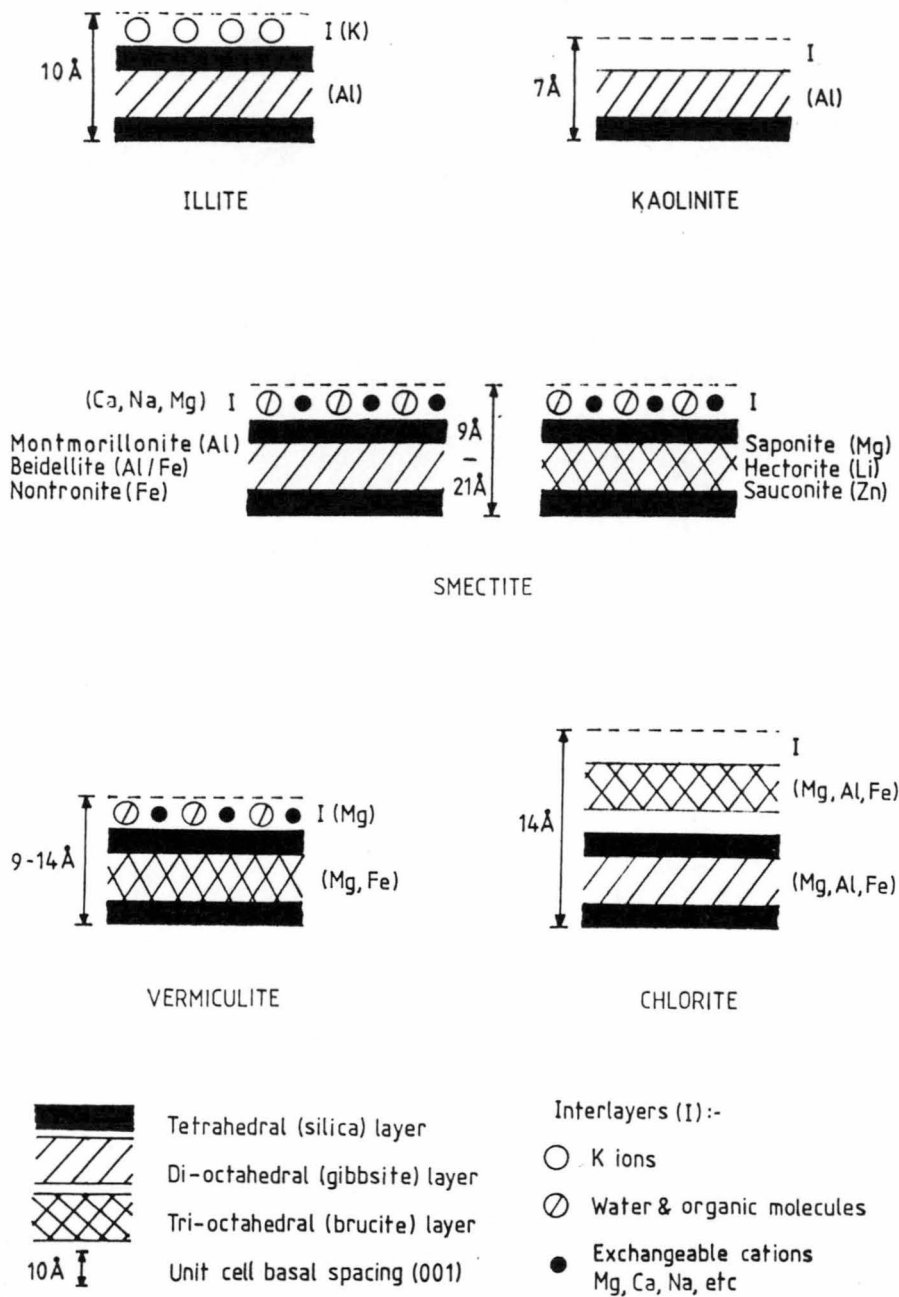 I (K)
10Å
(Al)
ILLITE
I
7Å
(Al)
KAOLINITE
(Ca, Na, Mg) I
Montmorillonite (Al)
Beidellite (Al/Fe)
Nontronite (Fe)
9Å
–
21Å
I
Saponite (Mg)
Hectorite (Li)
Sauconite (Zn)
SMECTITE
I (Mg)
9-14Å
(Mg, Fe)
VERMICULITE
I
(Mg, Al, Fe)
14Å
(Mg, Al, Fe)
CHLORITE
Tetrahedral (silica) layer
Di-octahedral (gibbsite) layer
Tri-octahedral (brucite) layer
10Å
Unit cell basal spacing (001)
Interlayers (I) :-
K ions
Water & organic molecules
Exchangeable cations
Mg, Ca, Na, etc